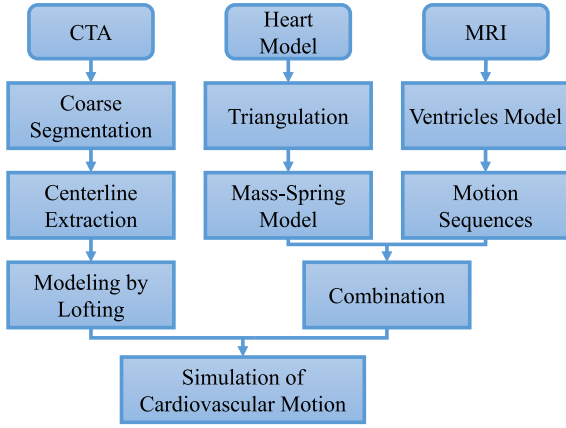 CTA
Heart
Model
MRI
Coarse
Segmentation
Triangulation
Ventricles Model
Centerline
Extraction
Mass-Spring
Model
Motion
Sequences
Modeling by
Lofting
Combination
Simulation of
Cardiovascular Motion